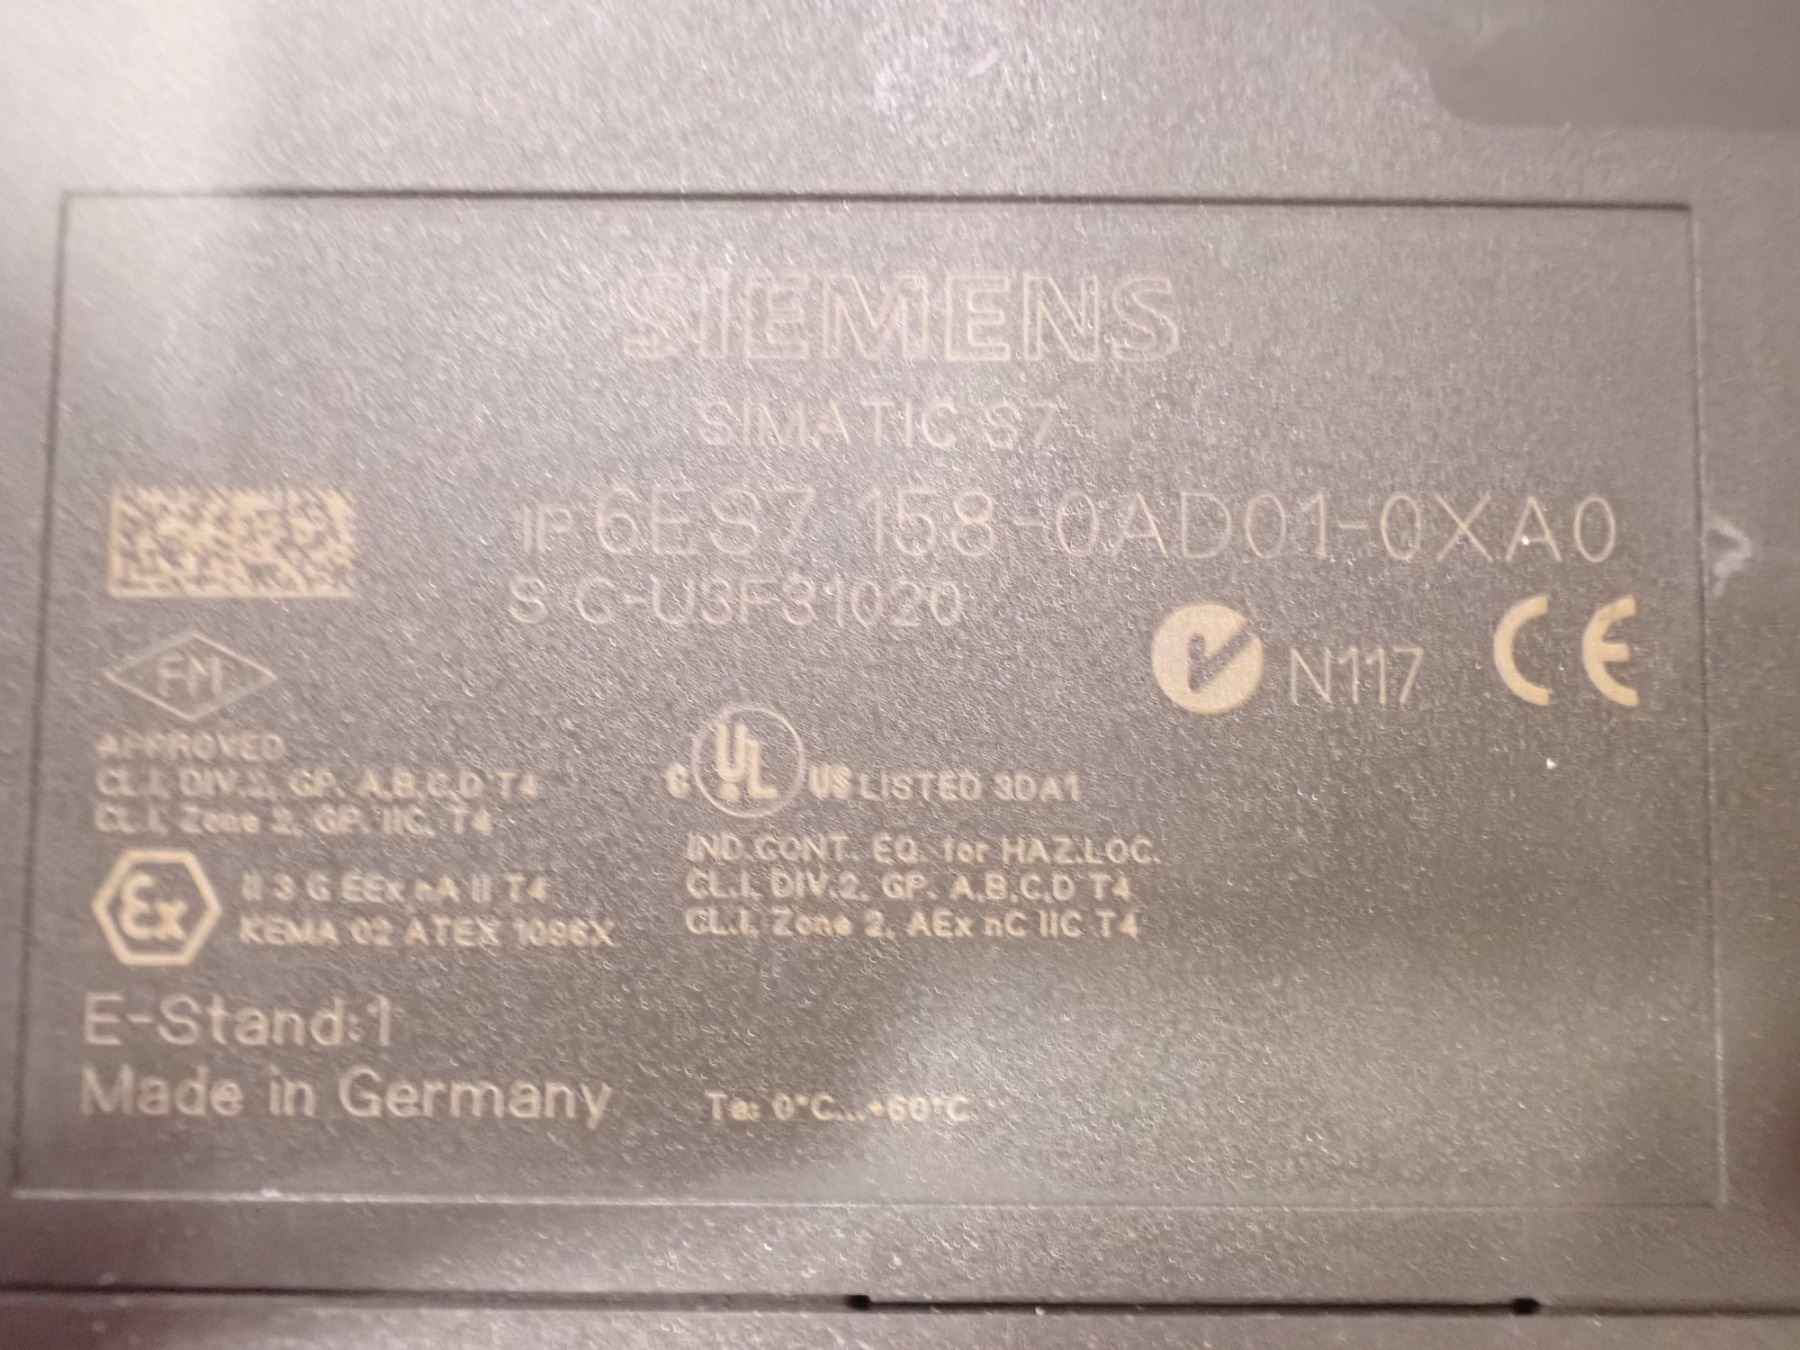 SIEMENS
SIMATIC S7
1P 6ES7 158-0AD01-0XA0
S C-U3F31020
FM
N117
CE
APPROVED
CL.I, DIV.2, GP. A,B,C,D T4
CL.I, Zone 2, GP. IIC, T4
C UL US LISTED 3DA1
IND.CONT. EQ. for HAZ.LOC.
CL.I, DIV.2, GP. A,B,C,D T4
CL.I, Zone 2, AEx nC IIC T4
Ex
II 3 G EEx nA II T4
KEMA 02 ATEX 1096X
E-Stand:1
Made in Germany
Ta: 0°C...+60°C